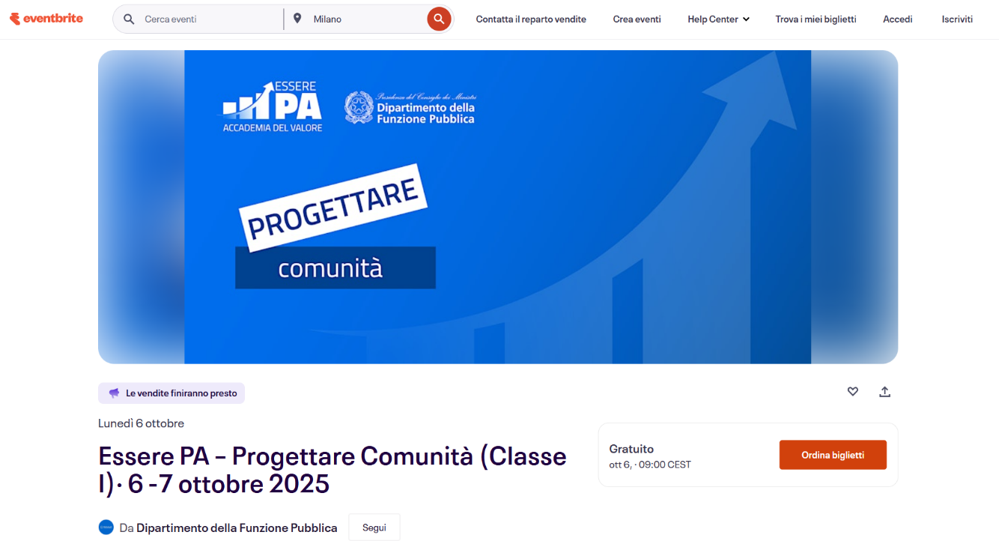 eventbrite
Cerca eventi
Milano
Contatta il reparto vendite
Crea eventi
Help Center
Trova i miei biglietti
Accedi
Iscriviti
ESSERE
PA
ACCADEMIA DEL VALORE
Presidenza del Consiglio dei Ministri
Dipartimento della
Funzione Pubblica
PROGETTARE
comunità
Le vendite finiranno presto
Lunedì 6 ottobre
Essere PA – Progettare Comunità (Classe
I)· 6 -7 ottobre 2025
Gratuito
ott 6, · 09:00 CEST
Ordina biglietti
Da Dipartimento della Funzione Pubblica
Segui